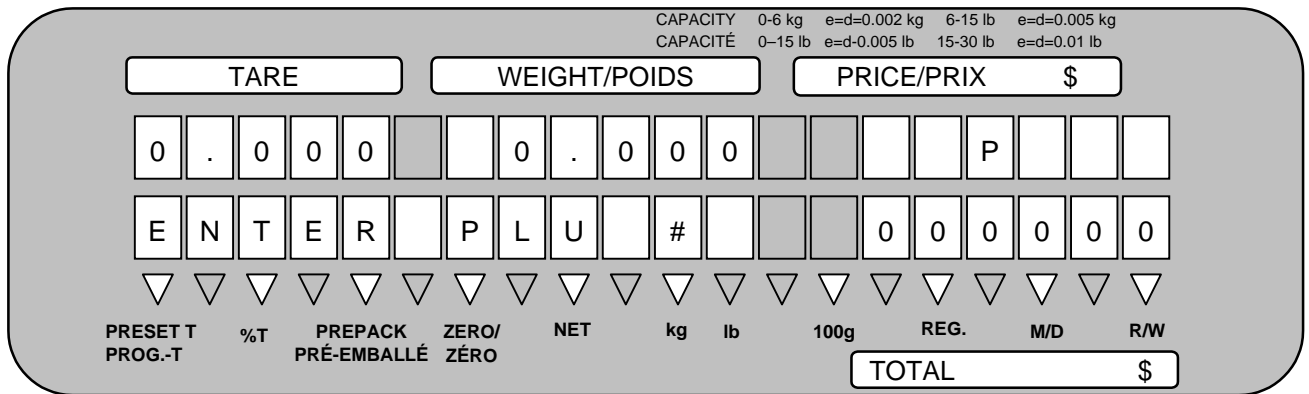 CAPACITY 0-6 kg e=d=0.002 kg 6-15 lb e=d=0.005 kg
CAPACITÉ 0–15 lb e=d-0.005 lb 15-30 lb e=d=0.01 lb
TARE WEIGHT/POIDS PRICE/PRIX $
0 . 0 0 0 0 . 0 0 0 P
E N T E R P L U # 0 0 0 0 0 0
PRESET T %T PREPACK ZERO/ NET kg lb 100g REG. M/D R/W
PROG.-T PRÉ-EMBALLÉ ZÉRO
TOTAL $